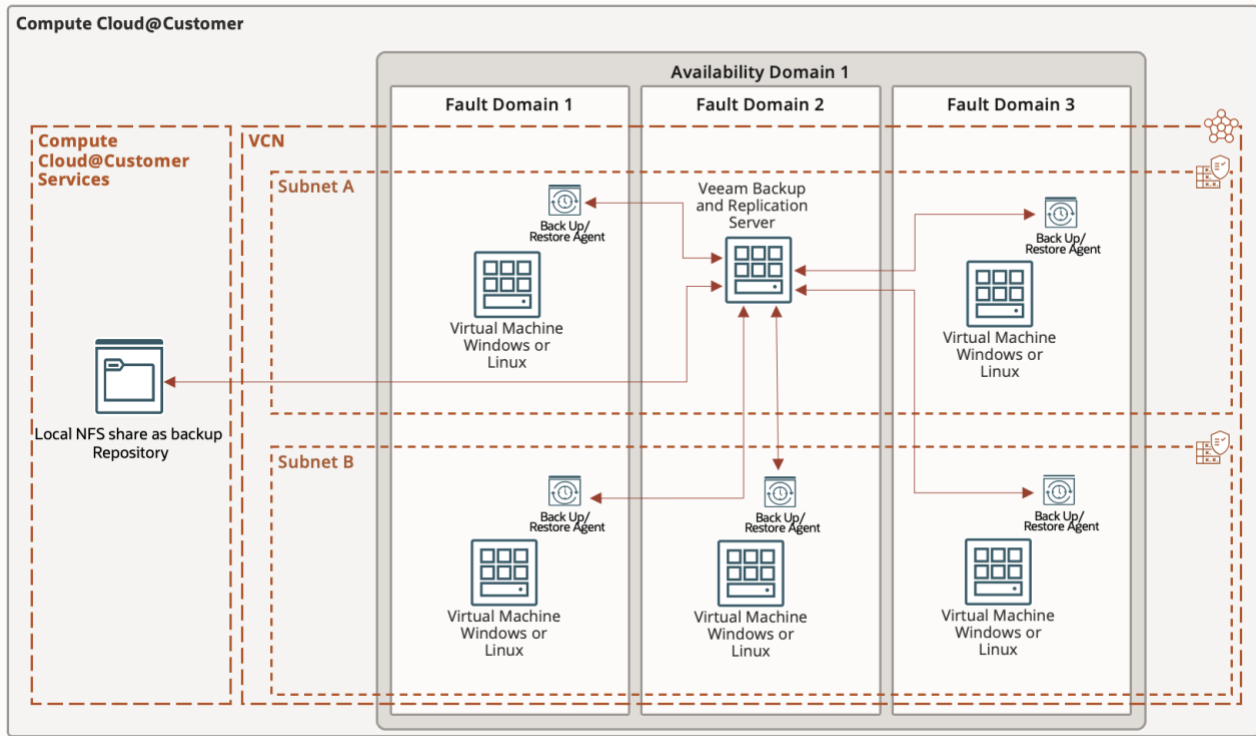 Compute Cloud@Customer
Availability Domain 1
Fault Domain 1
Fault Domain 2
Fault Domain 3
Compute
Cloud@Customer
Services
VCN
Subnet A
Back Up/
Restore Agent
Virtual Machine
Windows or
Linux
Veeam Backup
and Replication
Server
Back Up/
Restore Agent
Virtual Machine
Windows or
Linux
Local NFS share as backup
Repository
Subnet B
Back Up/
Restore Agent
Virtual Machine
Windows or
Linux
Back Up/
Restore Agent
Virtual Machine
Windows or
Linux
Back Up/
Restore Agent
Virtual Machine
Windows or
Linux